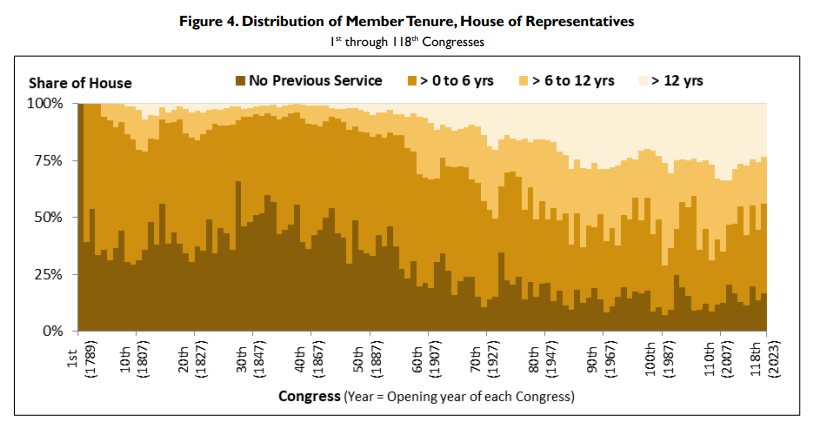 Figure 4. Distribution of Member Tenure, House of Representatives
1st through 118th Congresses
Share of House
No Previous Service
> 0 to 6 yrs
> 6 to 12 yrs
> 12 yrs
100%
75%
50%
25%
0%
1st
(1789)
10th
(1807)
20th
(1827)
30th
(1847)
40th
(1867)
50th
(1887)
60th
(1907)
70th
(1927)
80th
(1947)
90th
(1967)
100th
(1987)
110th
(2007)
118th
(2023)
Congress (Year = Opening year of each Congress)